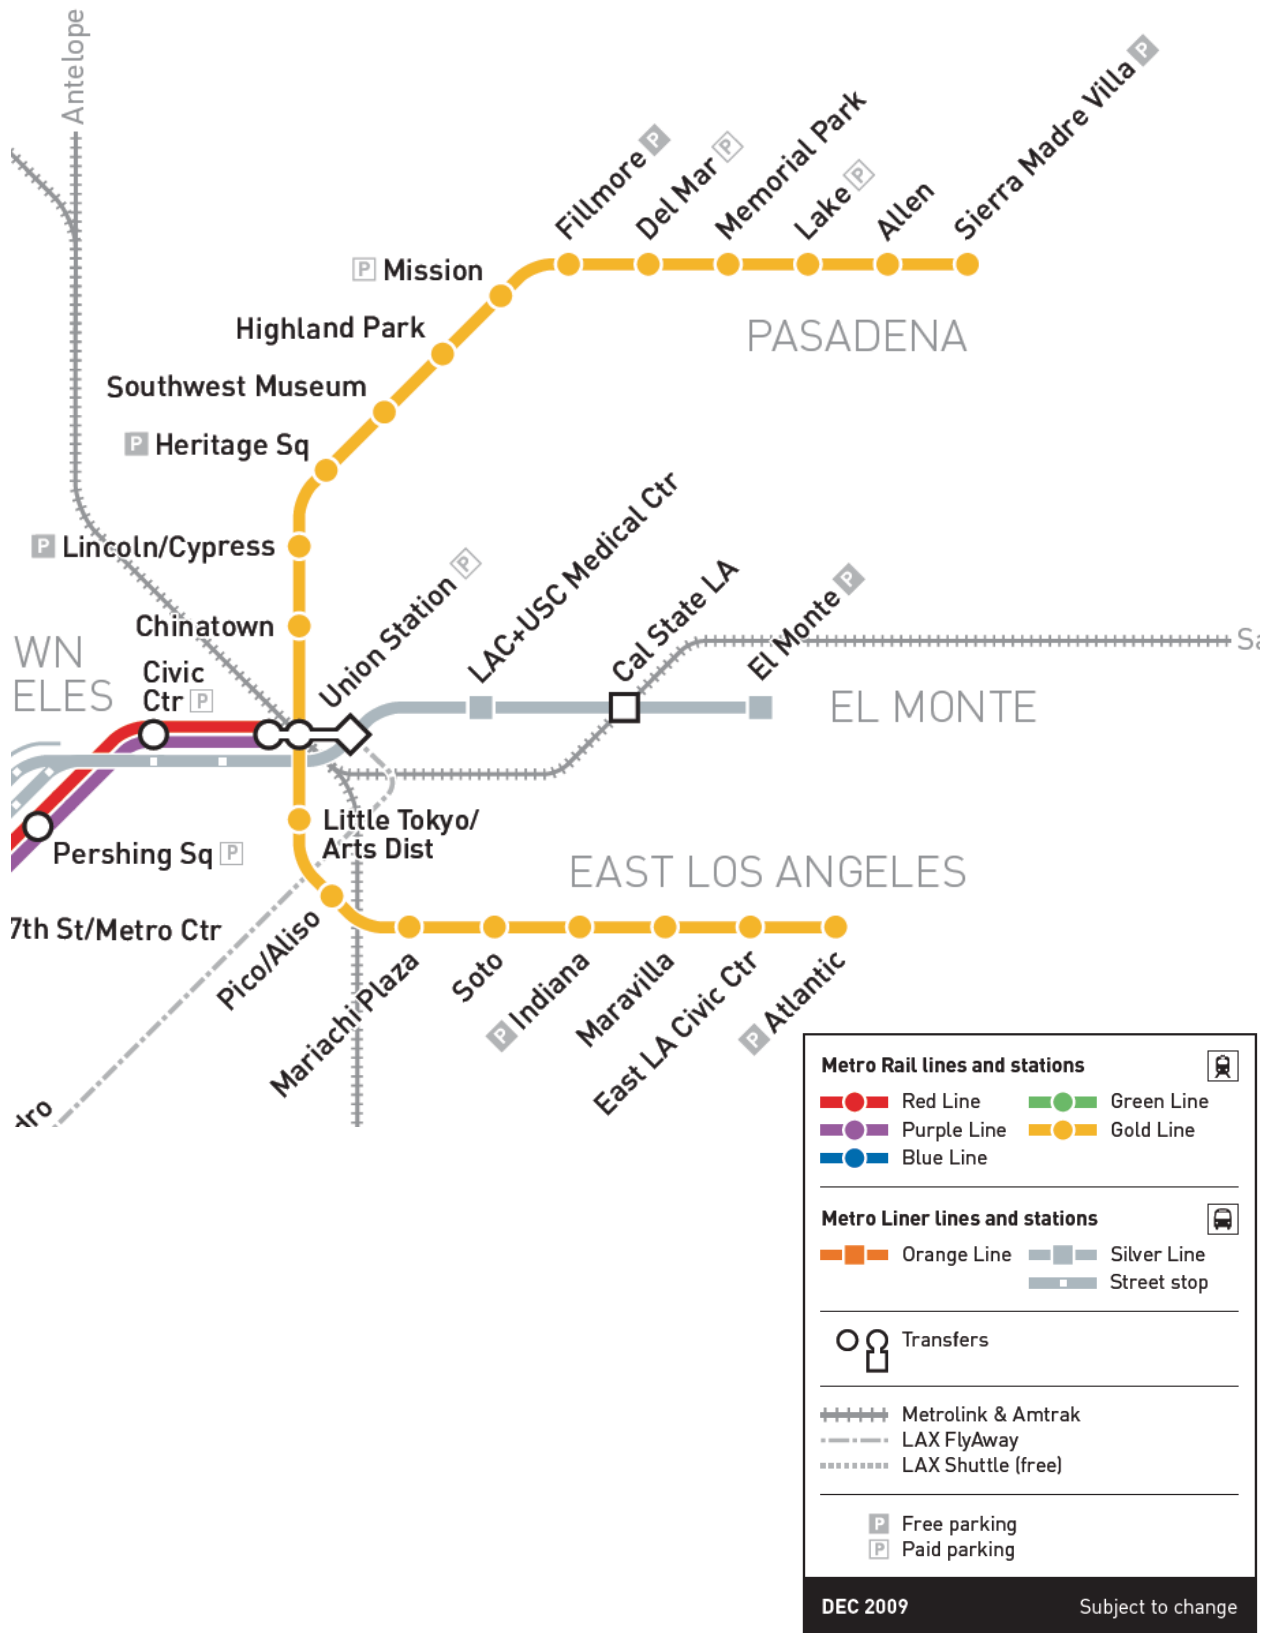 Antelope
Sierra Madre Villa P
Fillmore P
Del Mar P
Memorial Park
Lake P
Allen
P Mission
Highland Park
PASADENA
Southwest Museum
P Heritage Sq
P Lincoln/Cypress
Chinatown
Union Station P
LAC+USC Medical Ctr
Cal State LA
El Monte P
WN
ELES
Civic
Ctr P
EL MONTE
Sa
Pershing Sq P
Little Tokyo/
Arts Dist
EAST LOS ANGELES
7th St/Metro Ctr
Pico/Aliso
Mariachi Plaza
Soto
P Indiana
Maravilla
East LA Civic Ctr
P Atlantic
dro
Metro Rail lines and stations
Red Line
Green Line
Purple Line
Gold Line
Blue Line
Metro Liner lines and stations
Orange Line
Silver Line
Street stop
Transfers
Metrolink & Amtrak
LAX FlyAway
LAX Shuttle (free)
P Free parking
P Paid parking
DEC 2009
Subject to change